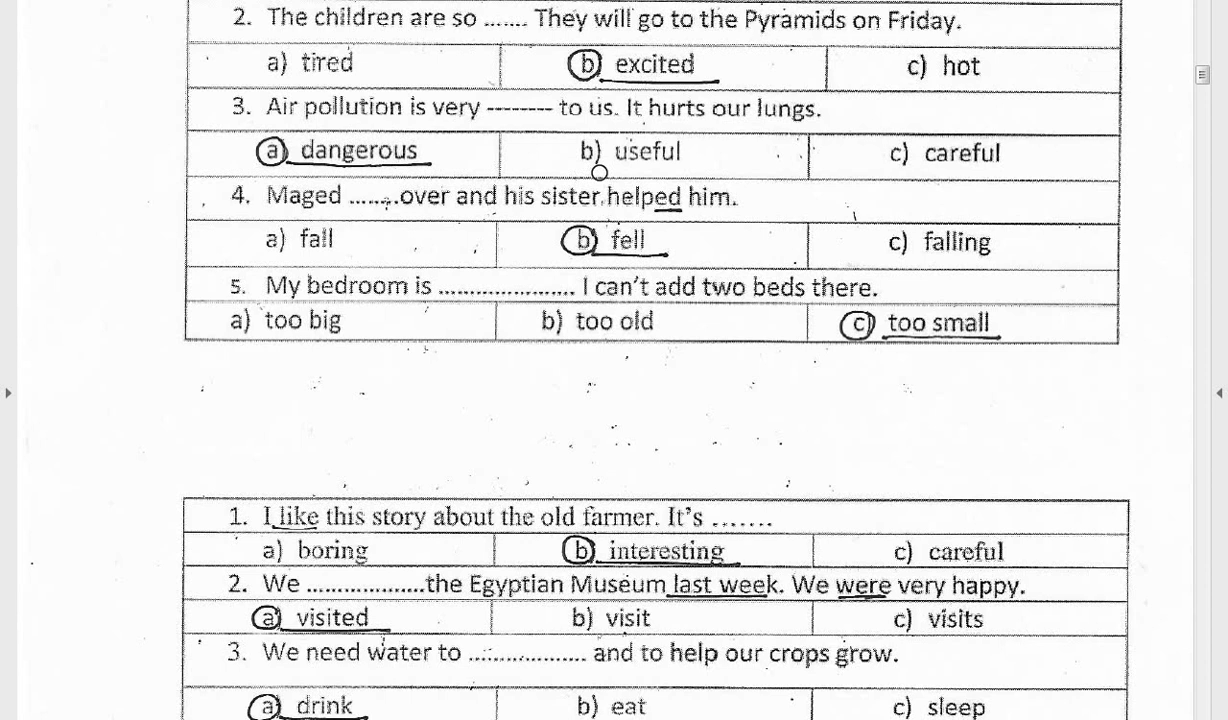 2. The children are so ....... They will go to the Pyramids on Friday.
a) tired b) excited c) hot
3. Air pollution is very -------- to us. It hurts our lungs.
a) dangerous b) useful c) careful
4. Maged .......over and his sister helped him.
a) fall b) fell c) falling
5. My bedroom is ...................... I can't add two beds there.
a) too big b) too old c) too small
1. I like this story about the old farmer. It's .......
a) boring b) interesting c) careful
2. We ...................the Egyptian Museum last week. We were very happy.
a) visited b) visit c) visits
3. We need water to ................... and to help our crops grow.
a) drink b) eat c) sleep